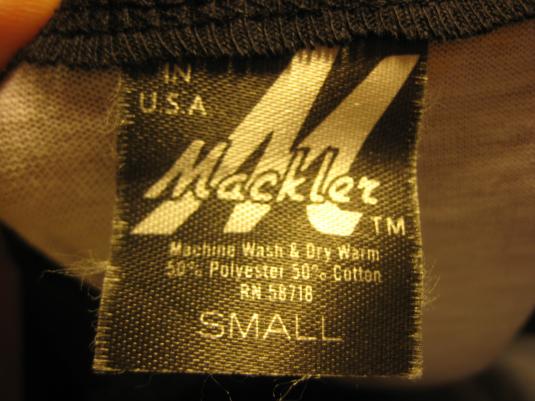 IN
U.S.A
M
Mackler
TM
Machine Wash & Dry Warm
50% Polyester 50% Cotton
RN 58718
SMALL